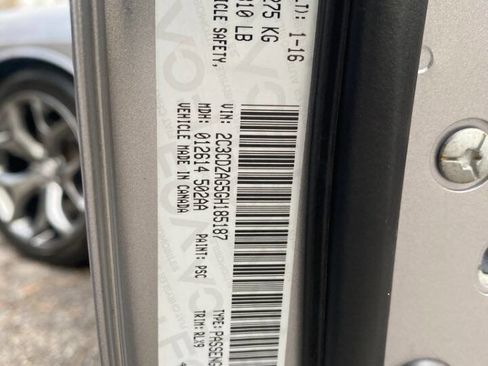 LT): 1-16
275 KG
10 LB
VEHICLE SAFETY,
VIN: 2C3CDZAG5GH185187
MDH: 012614 502AA
VEHICLE MADE IN CANADA
PAINT: PSC
TYPE: PASSENG
TRIM: RLX9